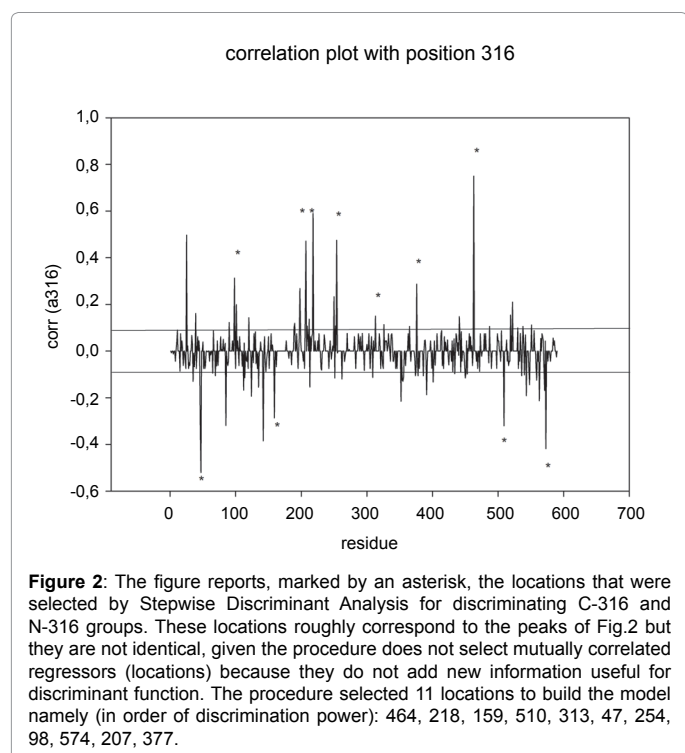 correlation plot with position 316
1,0
0,8
0,6
0,4
0,2
0,0
-0,2
-0,4
-0,6
corr (a316)
* * * * * * *
* * * *
0 100 200 300 400 500 600 700
residue
Figure 2: The figure reports, marked by an asterisk, the locations that were
selected by Stepwise Discriminant Analysis for discriminating C-316 and
N-316 groups. These locations roughly correspond to the peaks of Fig.2 but
they are not identical, given the procedure does not select mutually correlated
regressors (locations) because they do not add new information useful for
discriminant function. The procedure selected 11 locations to build the model
namely (in order of discrimination power): 464, 218, 159, 510, 313, 47, 254,
98, 574, 207, 377.